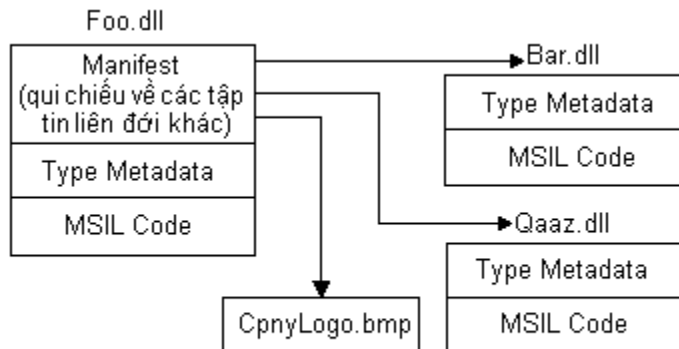 Foo.dll
Manifest
(qui chiếu về các tập
tin liên đới khác)
Type Metadata
MSIL Code
Bar.dll
Type Metadata
MSIL Code
Qaaz.dll
Type Metadata
MSIL Code
CpnyLogo.bmp